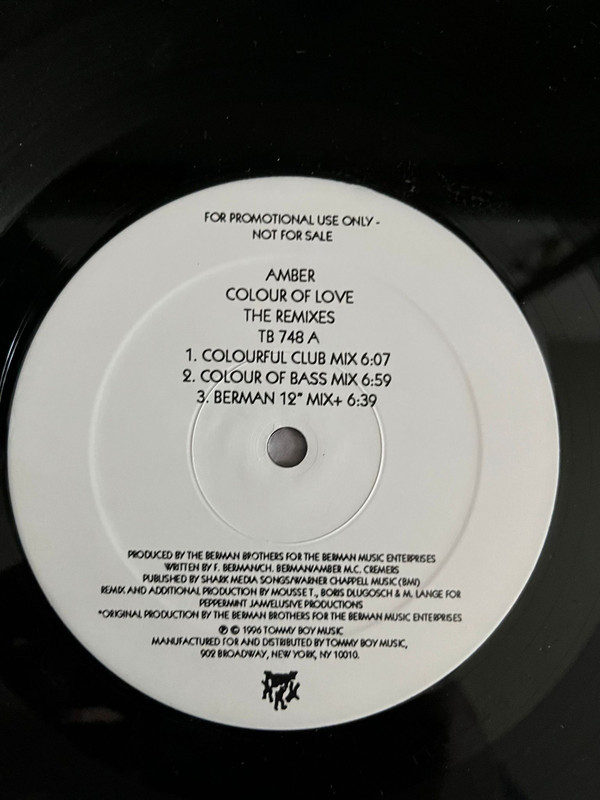 FOR PROMOTIONAL USE ONLY -
NOT FOR SALE
AMBER
COLOUR OF LOVE
THE REMIXES
TB 748 A
1. COLOURFUL CLUB MIX 6:07
2. COLOUR OF BASS MIX 6:59
3. BERMAN 12" MIX+ 6:39
PRODUCED BY THE BERMAN BROTHERS FOR THE BERMAN MUSIC ENTERPRISES
WRITTEN BY F. BERMAN/CH. BERMAN/AMBER M.C. CREMERS
PUBLISHED BY SHARK MEDIA SONGS/WARNER CHAPPELL MUSIC (BMI)
REMIX AND ADDITIONAL PRODUCTION BY MOUSSE T., BORIS DLUGOSCH & M. LANGE FOR
PEPPERMINT JAM/ELUSIVE PRODUCTIONS
*ORIGINAL PRODUCTION BY THE BERMAN BROTHERS FOR THE BERMAN MUSIC ENTERPRISES
℗ © 1996 TOMMY BOY MUSIC
MANUFACTURED FOR AND DISTRIBUTED BY TOMMY BOY MUSIC,
902 BROADWAY, NEW YORK, NY 10010.